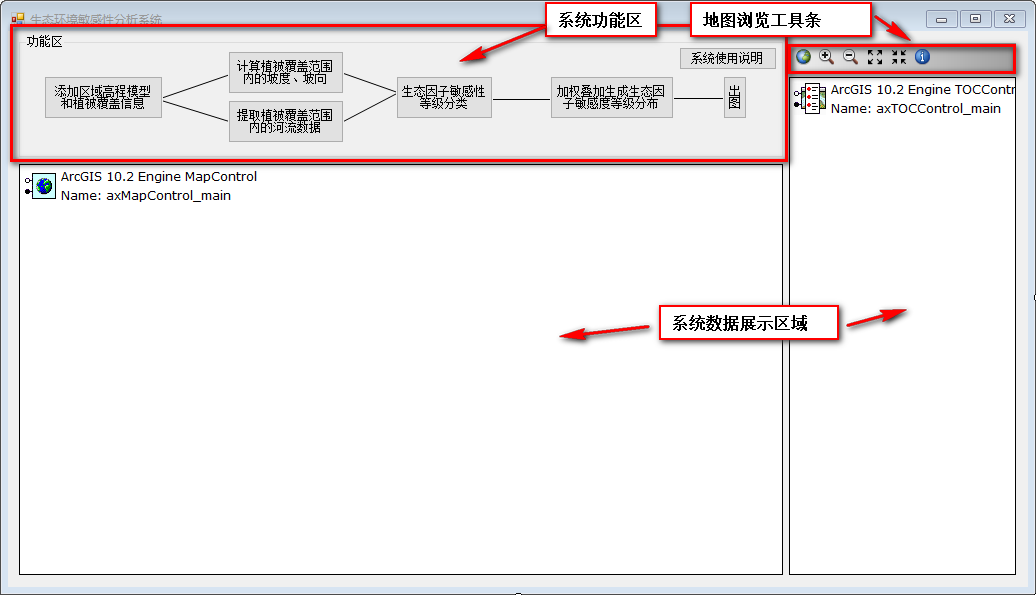 生态环境敏感性分析系统
系统功能区
地图浏览工具条
功能区
系统使用说明
添加区域高程模型
和植被覆盖信息
计算植被覆盖范围
内的坡度、坡向
提取植被覆盖范围
内的河流数据
生态因子敏感性
等级分类
加权叠加生成生态因
子敏感度等级分布
出
图
ArcGIS 10.2 Engine TOCContr
Name: axTOCControl_main
ArcGIS 10.2 Engine MapControl
Name: axMapControl_main
系统数据展示区域